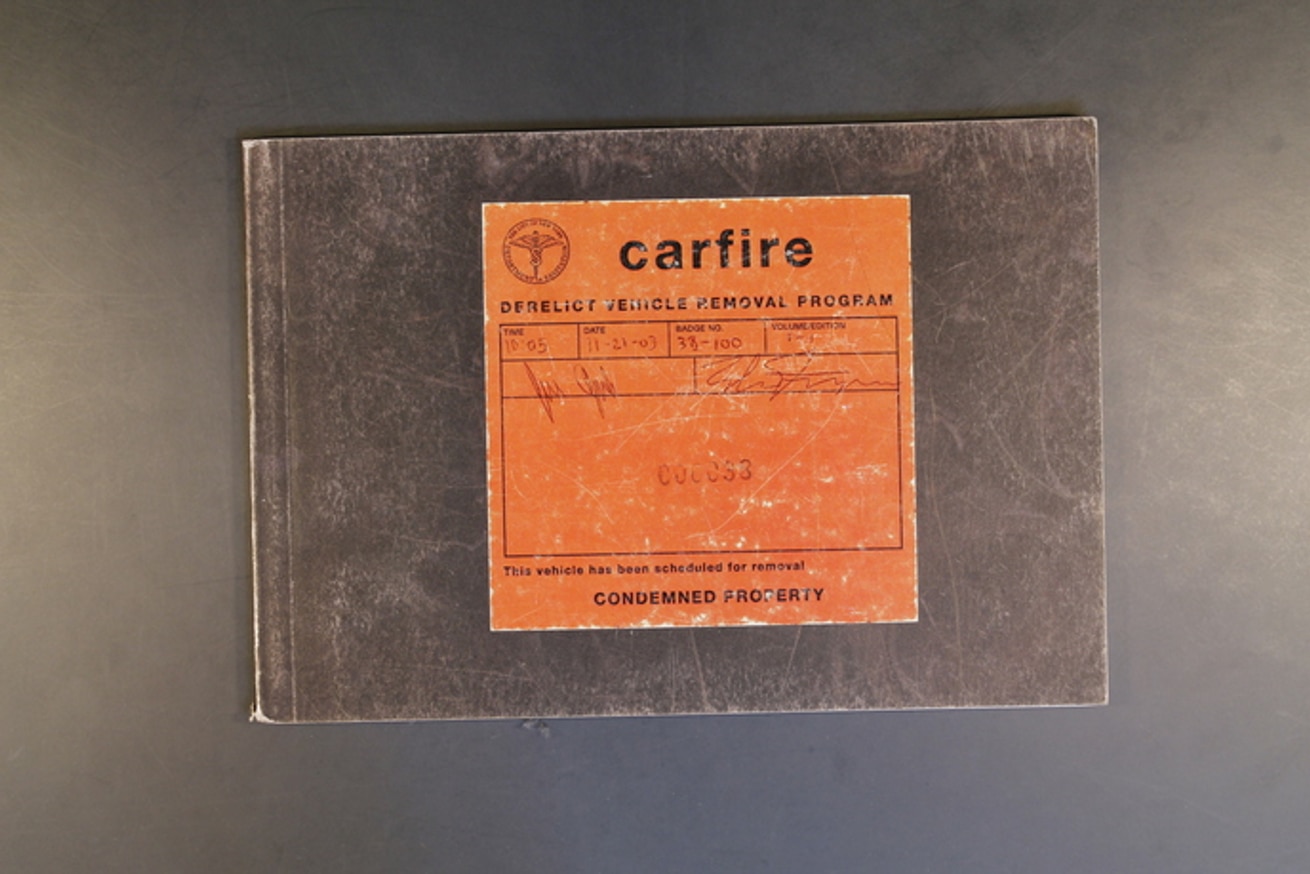 carfire
DERELICT VEHICLE REMOVAL PROGRAM
TIME DATE BADGE NO. VOLUME/EDITION
10 05 11-21-03 38-100
This vehicle has been scheduled for removal
CONDEMNED PROPERTY